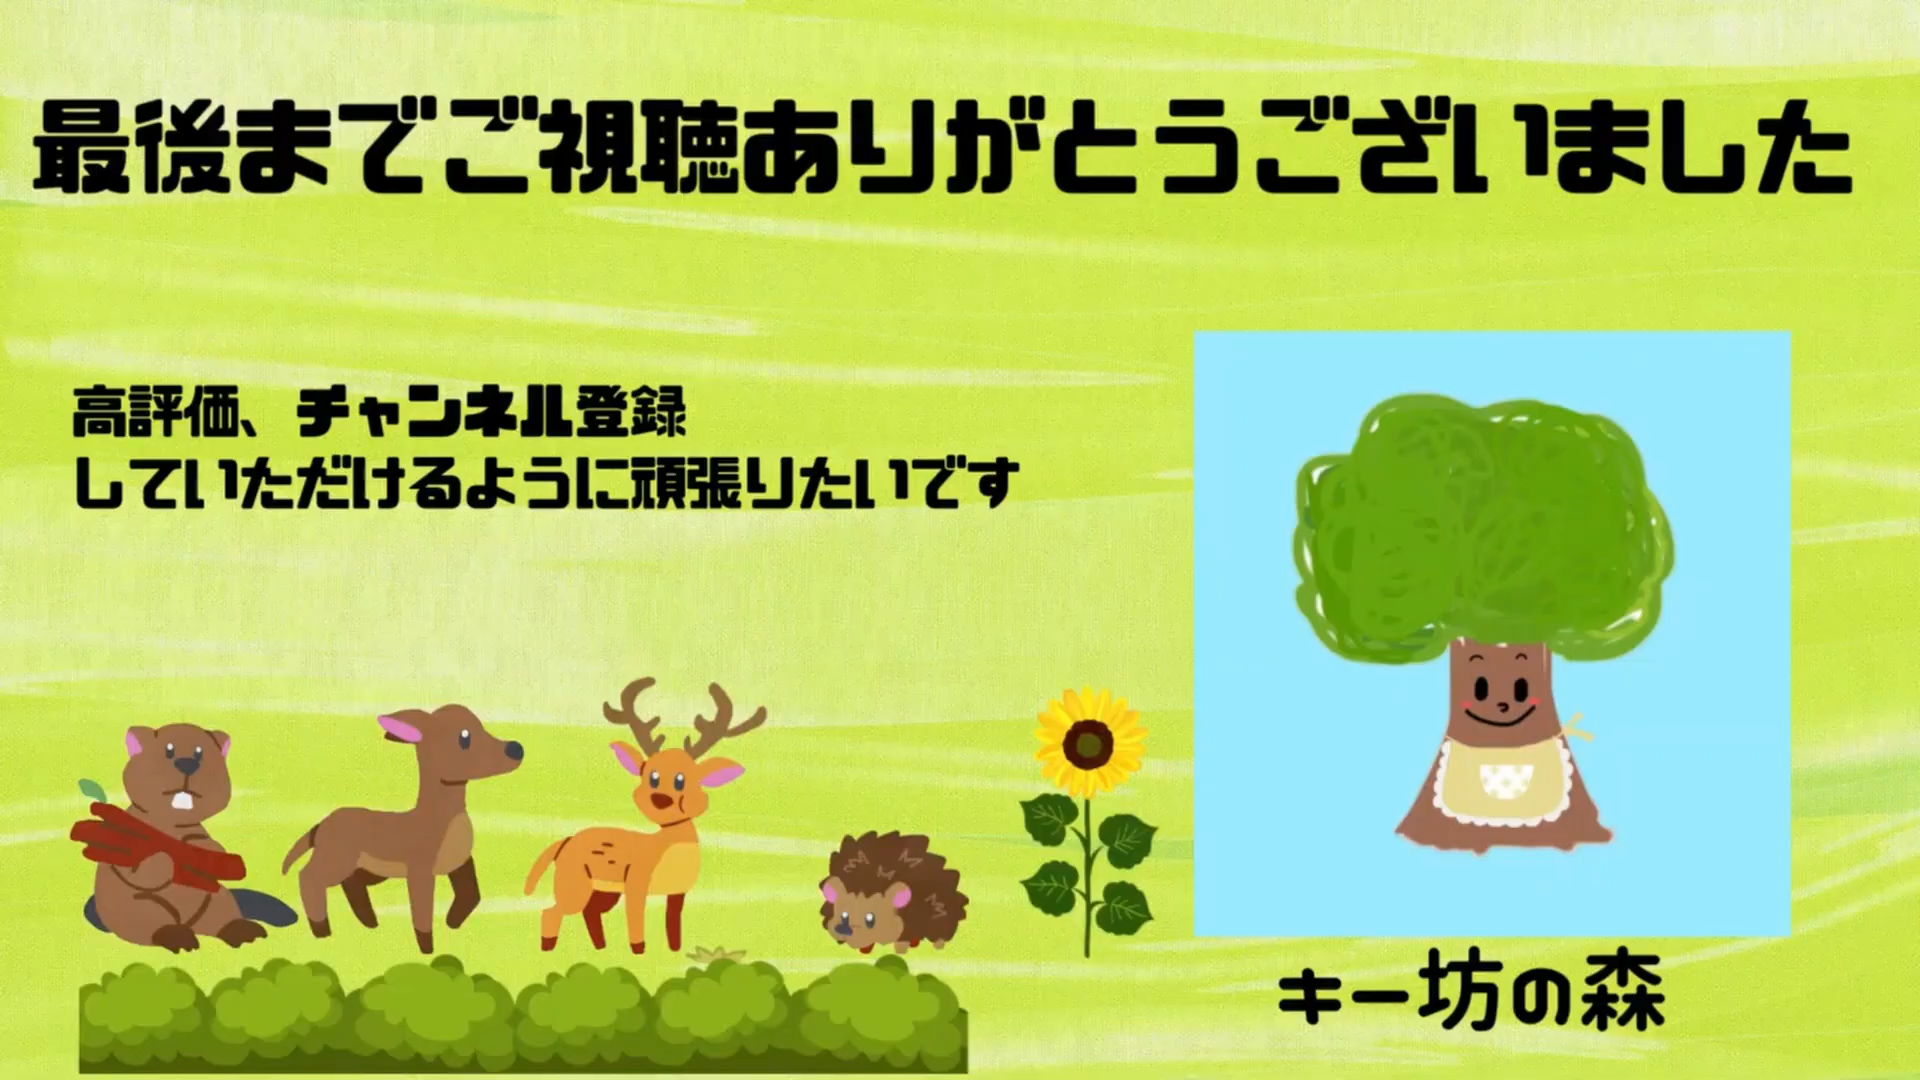 最後までご視聴ありがとうございました
高評価、チャンネル登録
していただけるように頑張りたいです
キー坊の森